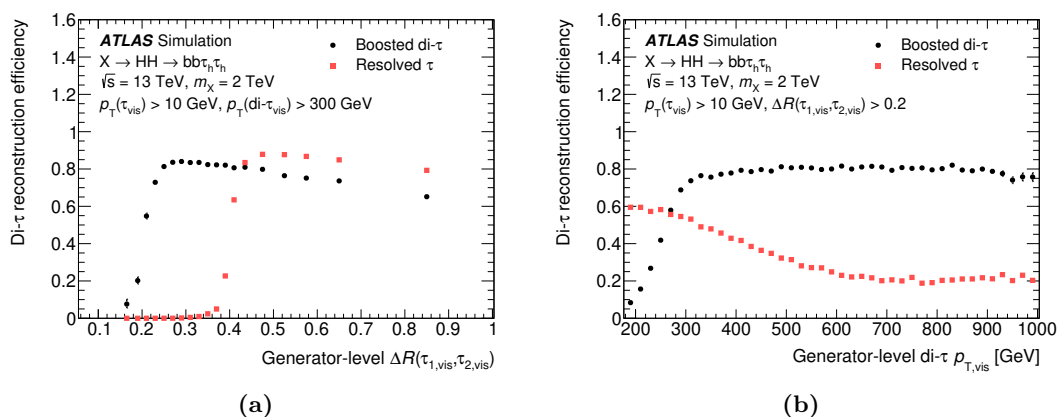 Di-τ reconstruction efficiency
1.6
1.4
1.2
1
0.8
0.6
0.4
0.2
0
ATLAS Simulation
X → HH → bbτhτh
√s = 13 TeV, mX = 2 TeV
pT(τvis) > 10 GeV, pT(di-τvis) > 300 GeV
Boosted di-τ
Resolved τ
0.1 0.2 0.3 0.4 0.5 0.6 0.7 0.8 0.9 1
Generator-level ΔR(τ1,vis,τ2,vis)
(a)
Di-τ reconstruction efficiency
1.6
1.4
1.2
1
0.8
0.6
0.4
0.2
0
ATLAS Simulation
X → HH → bbτhτh
√s = 13 TeV, mX = 2 TeV
pT(τvis) > 10 GeV, ΔR(τ1,vis,τ2,vis) > 0.2
Boosted di-τ
Resolved τ
200 300 400 500 600 700 800 900 1000
Generator-level di-τ pT,vis [GeV]
(b)